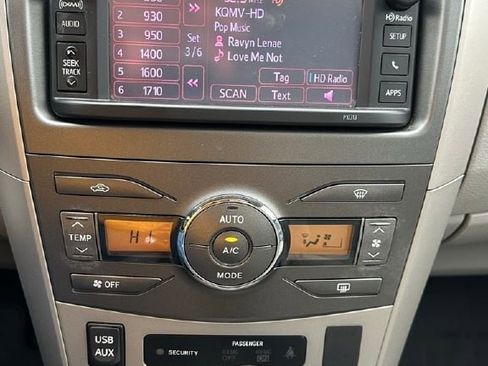 AUDIO
SEEK
TRACK
2 930
3 950
4 1400
5 1600
6 1710
Set
3/6
KQMV-HD
Pop Music
Ravyn Lenae
Love Me Not
Tag
HD Radio
SCAN
Text
HD Radio
SETUP
APPS
AUTO
A/C
MODE
TEMP
OFF
USB
AUX
SECURITY
PASSENGER